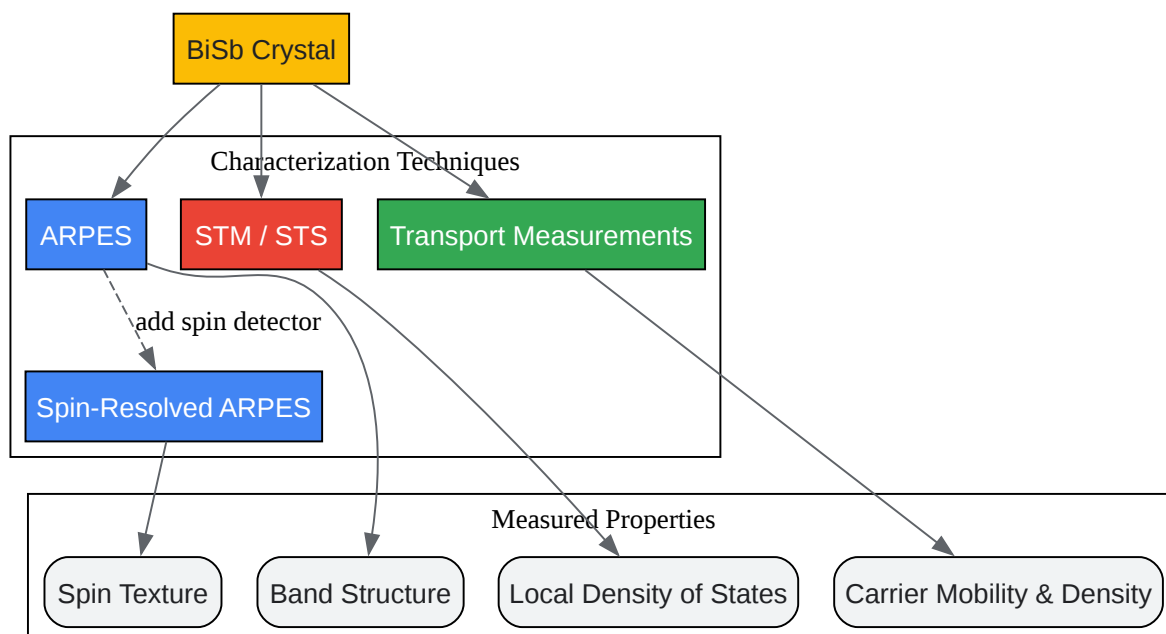 BiSb Crystal
Characterization Techniques
ARPES
STM / STS
Transport Measurements
add spin detector
Spin-Resolved ARPES
Measured Properties
Spin Texture
Band Structure
Local Density of States
Carrier Mobility & Density